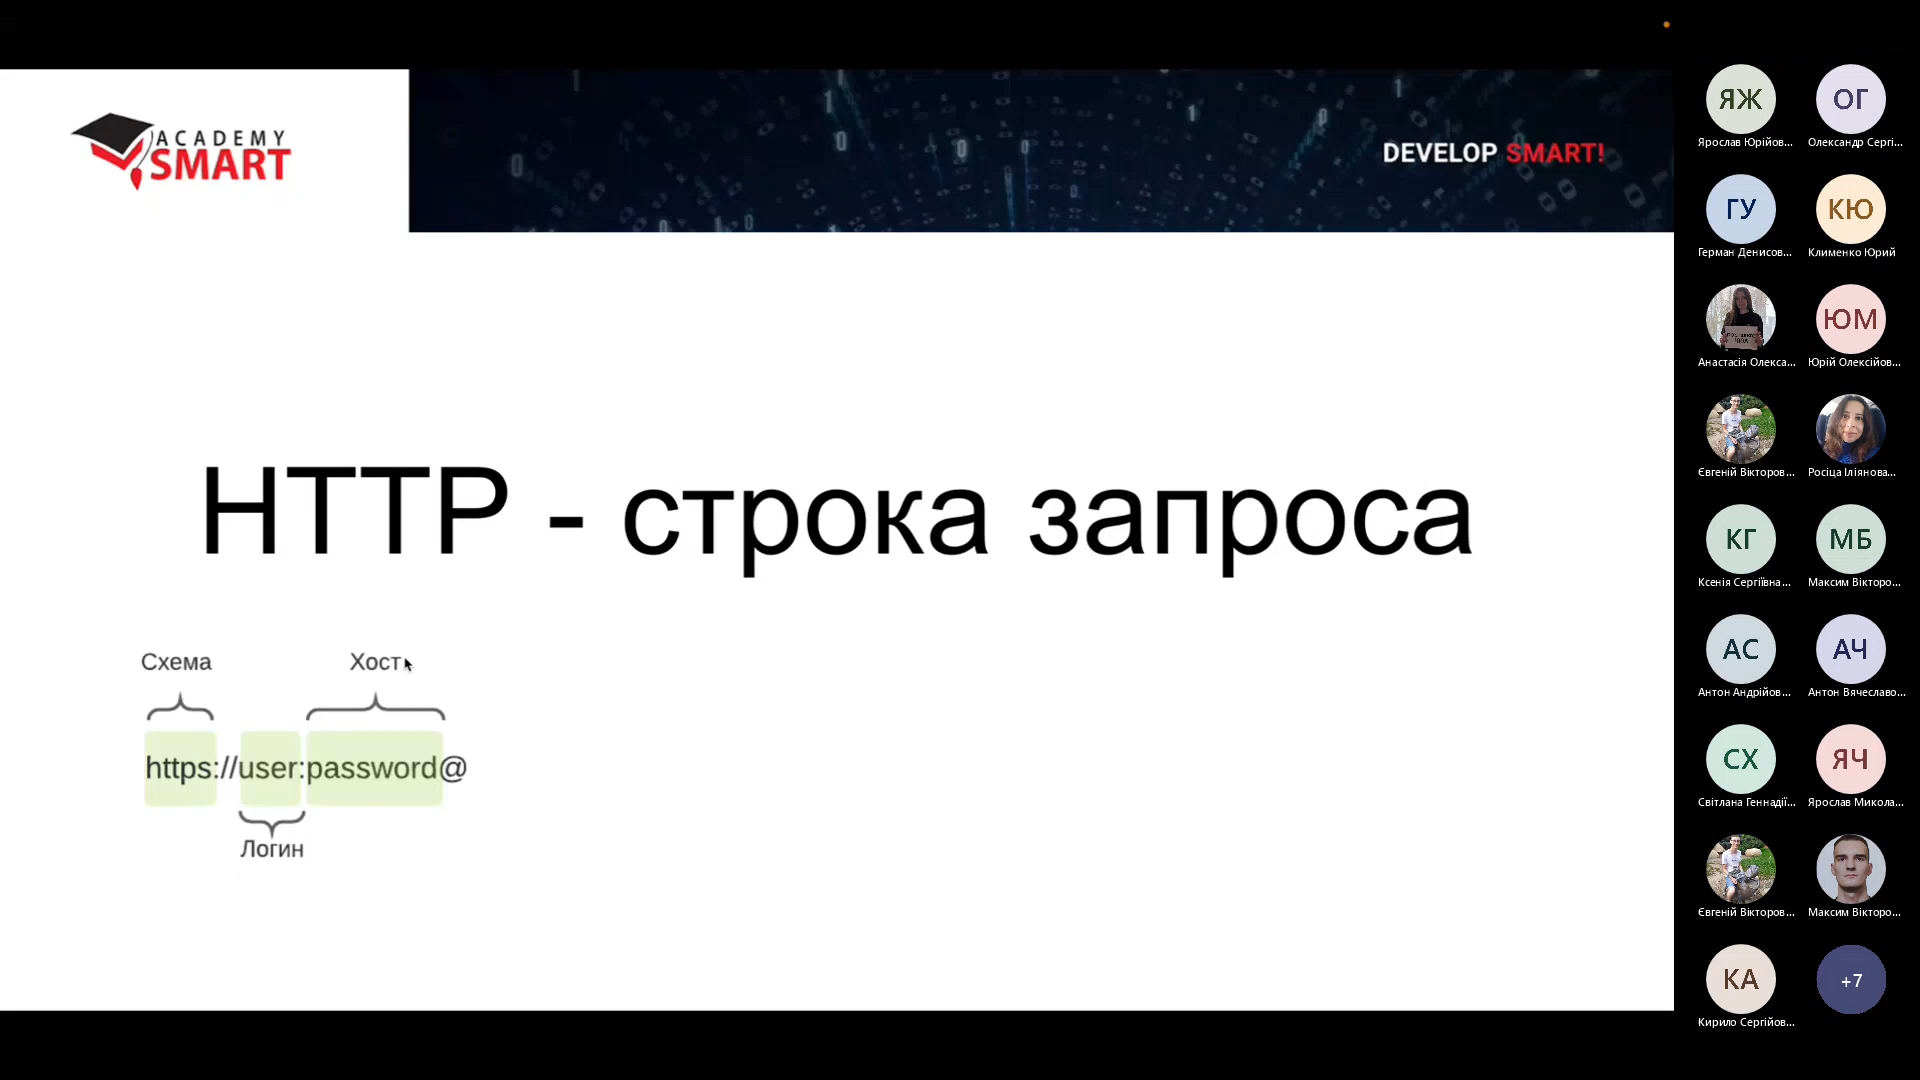 ACADEMY
SMART
DEVELOP SMART!
HTTP - строка запроса
Схема
Хост
https://user:password@
Логин
ЯЖ
Ярослав Юрійов...
ОГ
Олександр Сергі...
ГУ
Герман Денисов...
КЮ
Клименко Юрий
Анастасія Олекса...
ЮМ
Юрій Олексійов...
Євгеній Вікторов...
Росіца Іліянова...
КГ
Ксенія Сергіївна...
МБ
Максим Вікторо...
АС
Антон Андрійов...
АЧ
Антон Вячеславо...
СХ
Світлана Геннадії...
ЯЧ
Ярослав Микола...
Євгеній Вікторов...
Максим Вікторо...
КА
Кирило Сергійов...
+7